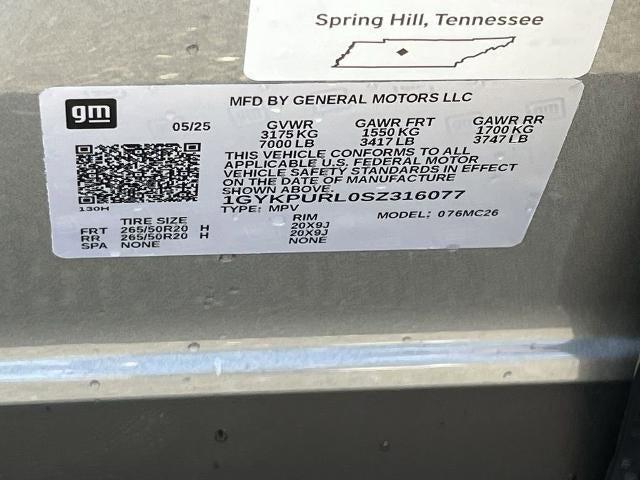 Spring Hill, Tennessee
gm
MFD BY GENERAL MOTORS LLC
05/25 GVWR GAWR FRT GAWR RR
3175 KG 1550 KG 1700 KG
7000 LB 3417 LB 3747 LB
THIS VEHICLE CONFORMS TO ALL
APPLICABLE U.S. FEDERAL MOTOR
VEHICLE SAFETY STANDARDS IN EFFECT
ON THE DATE OF MANUFACTURE
SHOWN ABOVE.
130H
1GYKPURL0SZ316077
TYPE: MPV MODEL: 076MC26
TIRE SIZE RIM
FRT 265/50R20 H 20X9J
RR 265/50R20 H 20X9J
SPA NONE NONE